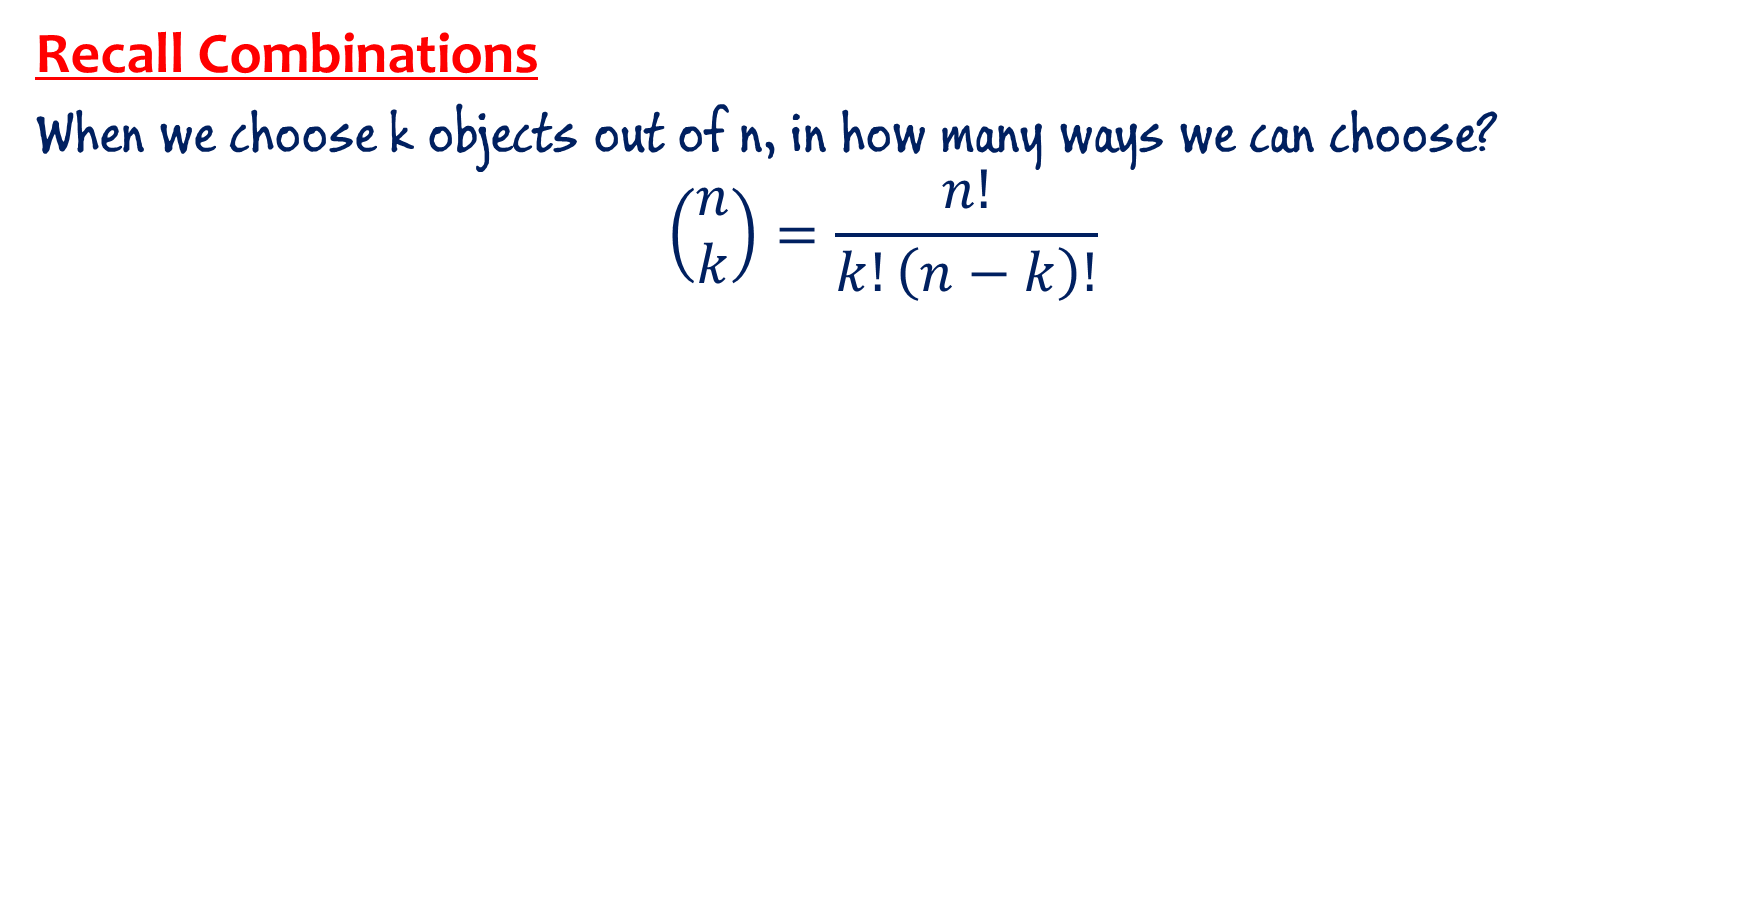 Recall Combinations
When we choose k objects out of n, in how many ways we can choose?
(n k) = n! / k! (n − k)!